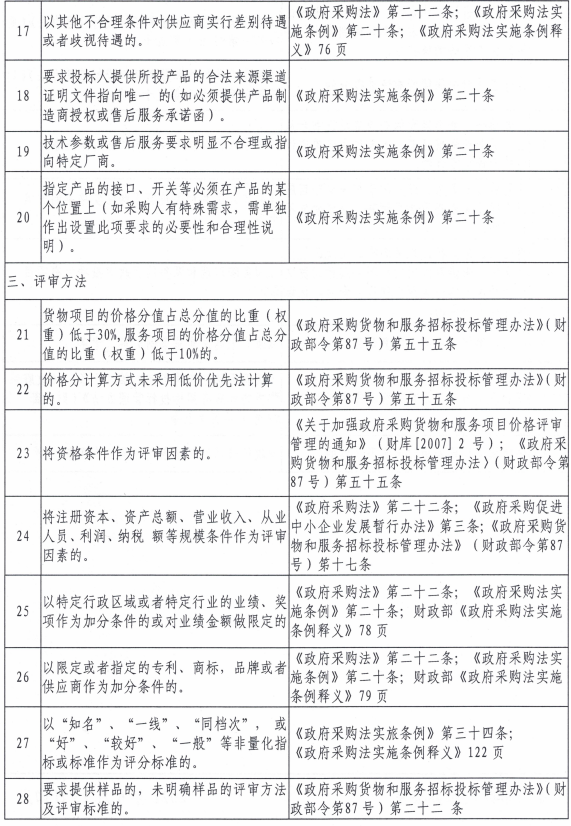 17
以其他不合理条件对供应商实行差别待遇
或者歧视待遇的。
《政府采购法》第二十二条；《政府采购法实
施条例》第二十条；《政府采购法实施条例释
义》76 页
18
要求投标人提供所投产品的合法来源渠道
证明文件指向唯一 的(如必须提供产品制
造商授权或售后服务承诺函）。
《政府采购法实施条例》第二十条
19
技术参数或售后服务要求明显不合理或指
向特定厂商。
《政府采购法实施条例》第二十条
20
指定产品的接口、开关等必须在产品的某
个位置上（如采购人有特殊需求，需单独
作出设置此项要求的必要性和合理性说
明）。
《政府采购法实施条例》第二十条
三、评审方法
21
货物项目的价格分值占总分值的比重（权
重）低于30%,服务项目的价格分值占总分
值的比重（权重）低于10%的。
《政府采购货物和服务招标投标管理办法》（财
政部令第87 号）第五十五条
22
价格分计算方式未采用低价优先法计算
的。
《政府采购货物和服务招标投标管理办法》（财
政部令第87 号）第五十五条
23
将资格条件作为评审因素的。
《关于加强政府采购货物和服务项目价格评审
管理的通知》（财库[2007] 2 号）；《政府采
购货物和服务招标投标管理办法》（财政部令第
87 号）第五十五条
24
将注册资本、资产总额、营业收入、从业
人员、利润、纳税 额等规模条件作为评审
因素的。
《政府采购法》第二十二条；《政府采购促进
中小企业发展暂行办法》第三条;《政府采购货
物和服务招标投标管理办法》（财政部令第87
号）第十七条
25
以特定行政区域或者特定行业的业绩、奖
项作为加分条件的或对业绩金额做限定的
《政府采购法》第二十二条；《政府采购法实
施条例》第二十条；财政部《政府采购法实施
条例释义》78 页
26
以限定或者指定的专利、商标，品牌或者
供应商作为加分条件的。
《政府采购法》第二十二条；《政府采购法实
施条例》第二十条；财政部《政府采购法实施
条例释义》79 页
27
以“知名”、“一线”、“同档次”， 或
“好”、“较好”、“一般”等非量化指
标或标准作为评分标准的。
《政府采购法实旅条例》第三十四条；
《政府采购法实施条例释义》122 页
28
要求提供样品的，未明确样品的评审方法
及评审标准的。
《政府采购货物和服务招标投标管理办法》（财
政部令第87 号）第二十二 条